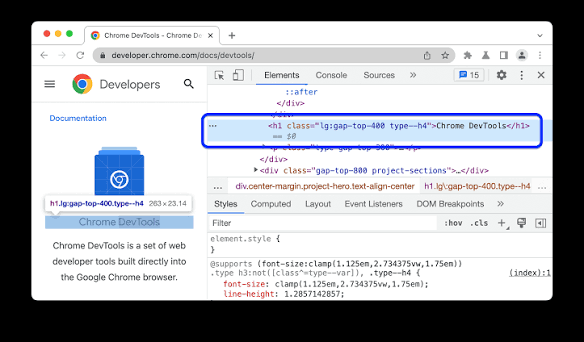 Chrome DevTools - Chrome De
developer.chrome.com/docs/devtools/
Developers
Documentation
h1.lg:gap-top-400.type--h4 263 × 23.14
Chrome DevTools
Chrome DevTools is a set of web
developer tools built directly into
the Google Chrome browser.
Elements Console Sources » 15
::after
</div>
</div>
<h1 class="lg:gap-top-400 type--h4">Chrome DevTools</h1>
== $0
<p class="type gap-top-300">…</p>
</div>
<div class="gap-top-800 project-sections">…</div>
… div.center-margin.project-hero.text-align-center h1.lg\:gap-top-400.type--h4 …
Styles Computed Layout Event Listeners DOM Breakpoints »
Filter :hov .cls +
element.style {
}
@supports (font-size:clamp(1.125em,2.734375vw,1.75em))
.type h3:not([class^=type--var]), .type--h4 { (index):1
font-size: clamp(1.125em,2.734375vw,1.75em);
line-height: 1.2857142857;